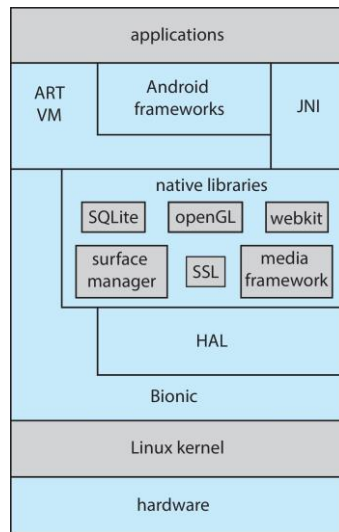 applications
ART
VM
Android
frameworks
JNI
native libraries
SQLite
openGL
webkit
surface
manager
SSL
media
framework
HAL
Bionic
Linux kernel
hardware